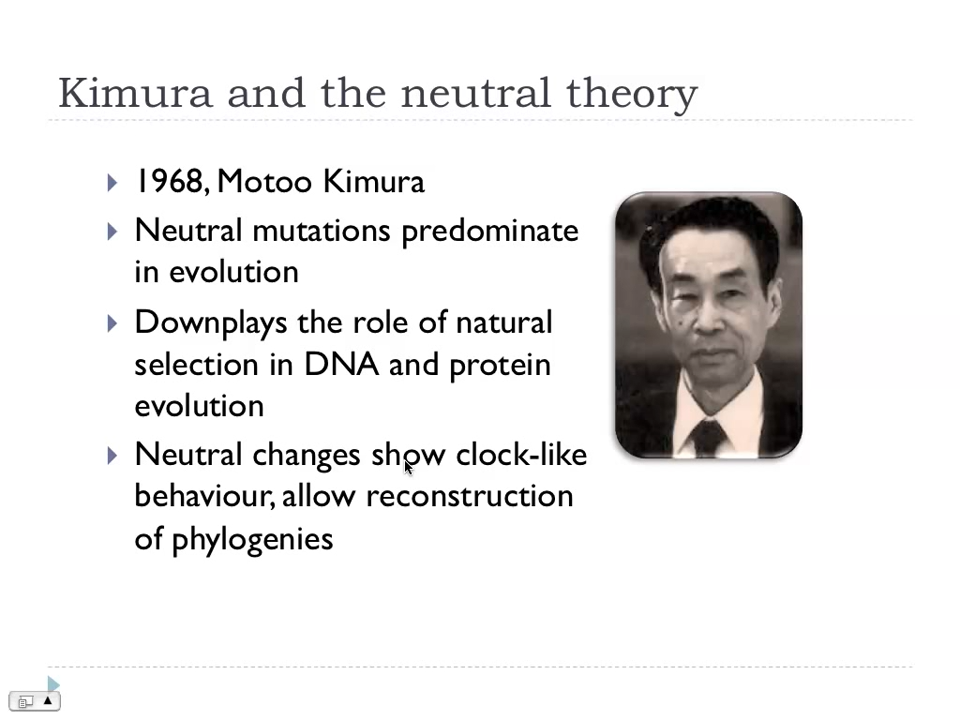 Kimura and the neutral theory
1968, Motoo Kimura
Neutral mutations predominate
in evolution
Downplays the role of natural
selection in DNA and protein
evolution
Neutral changes show clock-like
behaviour, allow reconstruction
of phylogenies